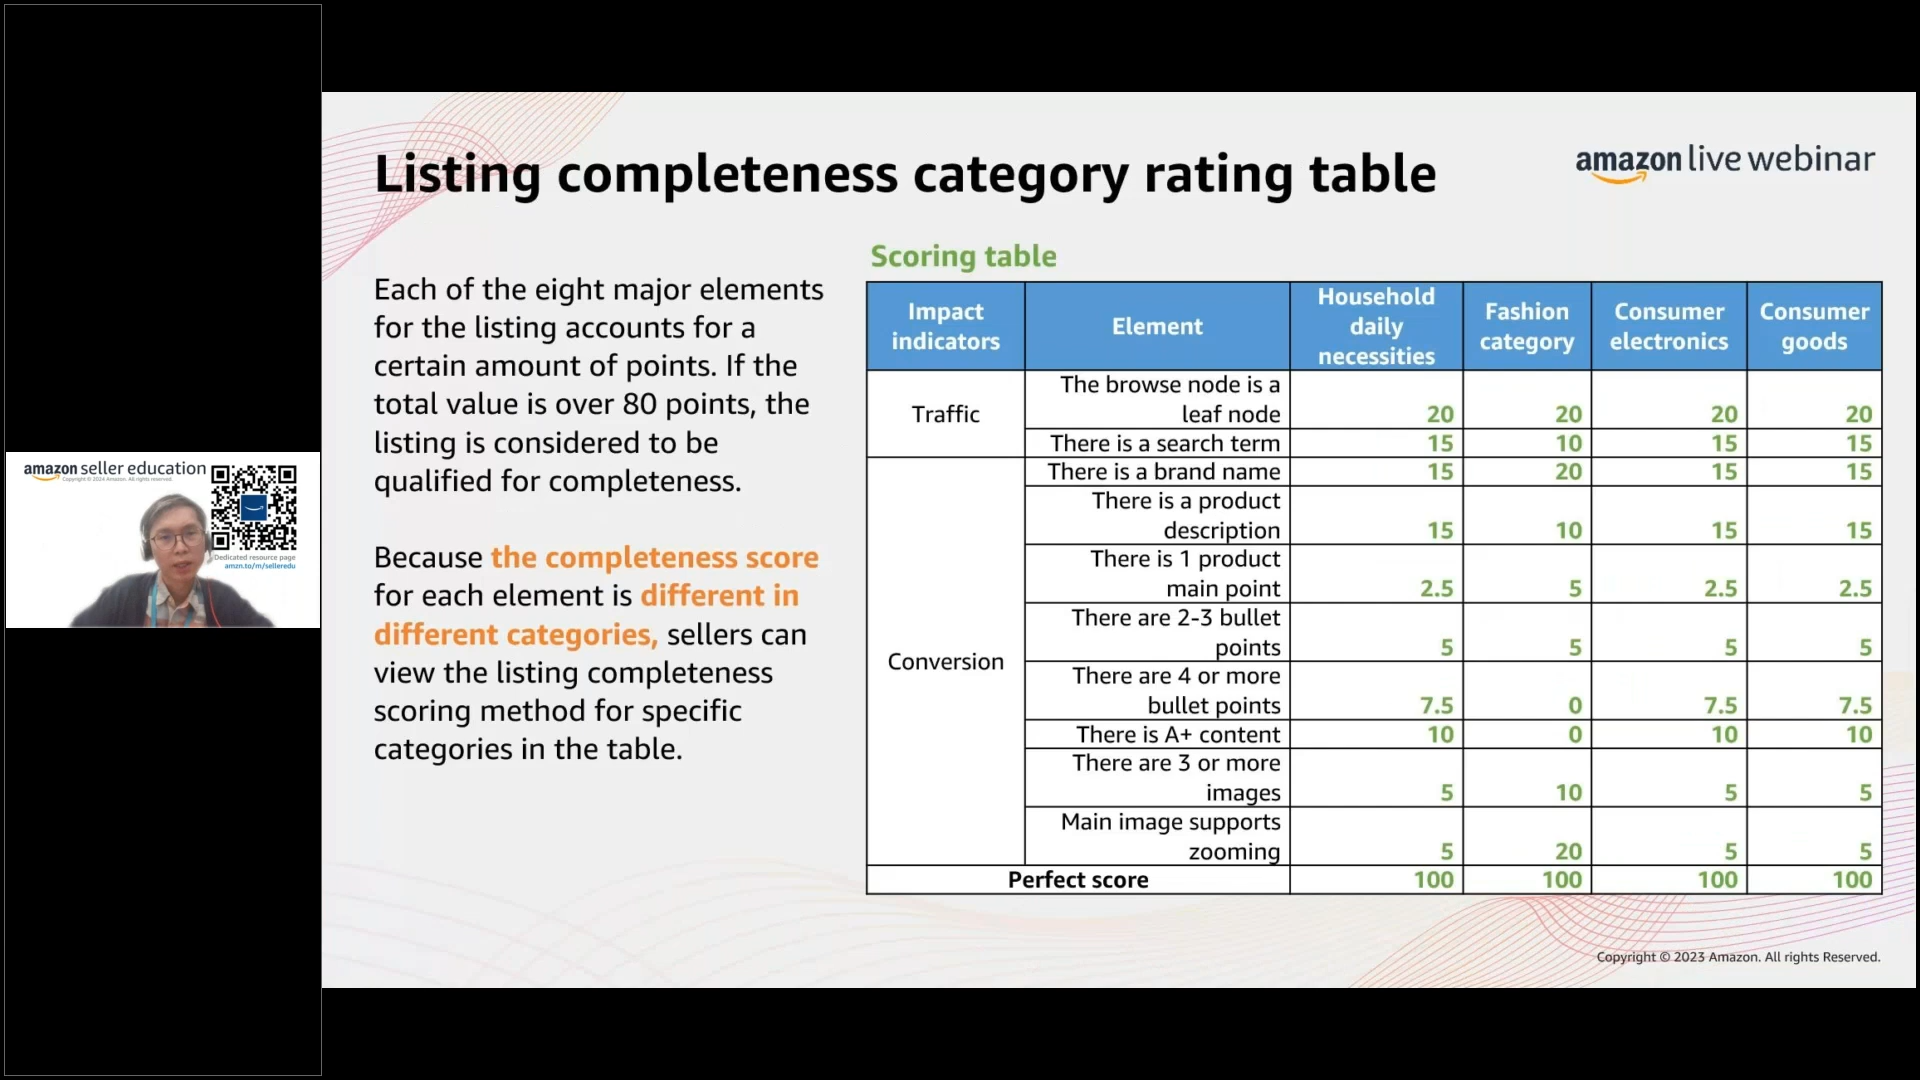 Listing completeness category rating table
amazon live webinar
Each of the eight major elements
for the listing accounts for a
certain amount of points. If the
total value is over 80 points, the
listing is considered to be
qualified for completeness.
Because the completeness score
for each element is different in
different categories, sellers can
view the listing completeness
scoring method for specific
categories in the table.
Scoring table
Impact indicators | Element | Household daily necessities | Fashion category | Consumer electronics | Consumer goods
Traffic | The browse node is a leaf node | 20 | 20 | 20 | 20
There is a search term | 15 | 10 | 15 | 15
Conversion | There is a brand name | 15 | 20 | 15 | 15
There is a product description | 15 | 10 | 15 | 15
There is 1 product main point | 2.5 | 5 | 2.5 | 2.5
There are 2-3 bullet points | 5 | 5 | 5 | 5
There are 4 or more bullet points | 7.5 | 0 | 7.5 | 7.5
There is A+ content | 10 | 0 | 10 | 10
There are 3 or more images | 5 | 10 | 5 | 5
Main image supports zooming | 5 | 20 | 5 | 5
Perfect score | 100 | 100 | 100 | 100
Copyright © 2023 Amazon. All rights Reserved.
amazon seller education
Copyright © 2024 Amazon. All rights reserved.
Dedicated resource page
amzn.to/m/selleredu